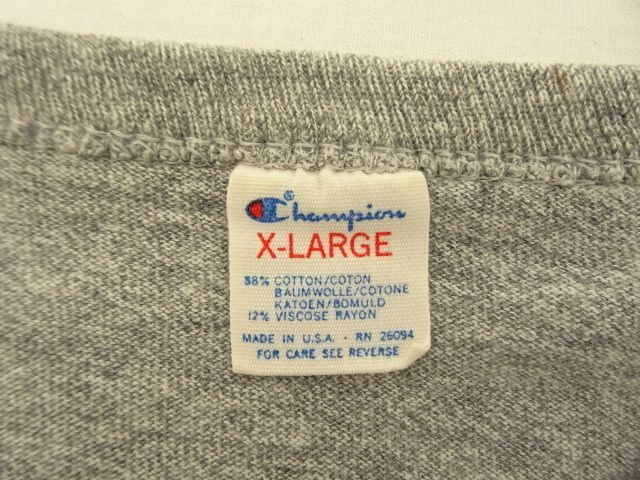 Champion®
X-LARGE
88% COTTON/COTON
BAUMWOLLE/COTONE
KATOEN/BOMULD
12% VISCOSE RAYON
MADE IN U.S.A. · RN 26094
FOR CARE SEE REVERSE